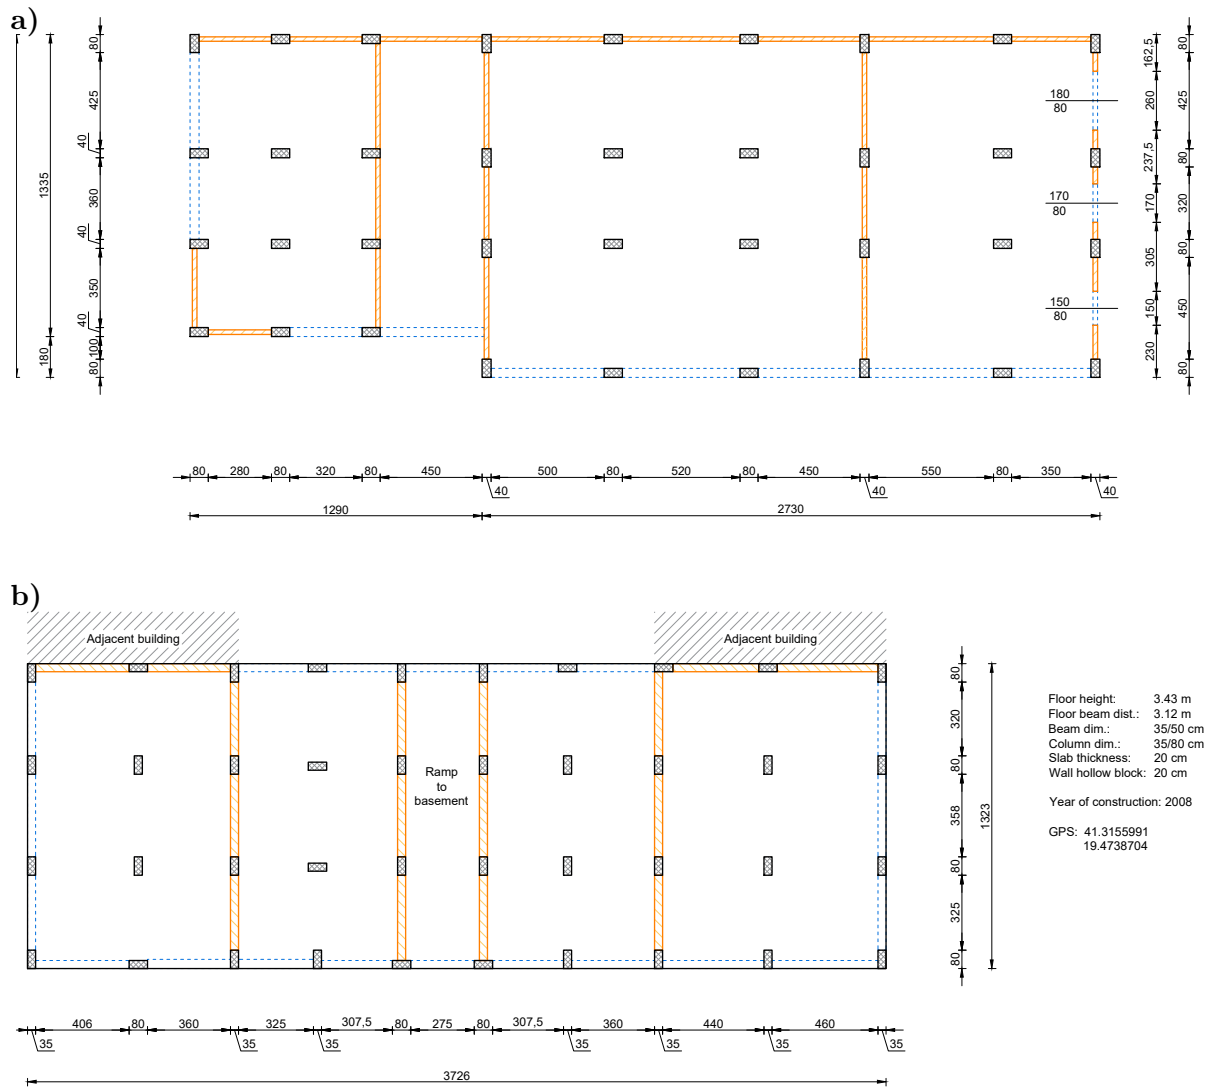 a)
80
425
40
360
40
350
40
100
80
1335
180
180
80
170
80
150
80
162,5
260
237,5
170
305
150
230
80
425
80
320
80
450
80
80 280 80 320 80 450 500 80 520 80 450 550 80 350
40 40 40
1290 2730
b)
Adjacent building Adjacent building
Ramp
to
basement
80
320
80
358
80
325
80
1323
Floor height: 3.43 m
Floor beam dist.: 3.12 m
Beam dim.: 35/50 cm
Column dim.: 35/80 cm
Slab thickness: 20 cm
Wall hollow block: 20 cm
Year of construction: 2008
GPS: 41.3155991
19.4738704
406 80 360 325 307,5 80 275 80 307,5 360 440 460
35 35 35 35 35 35 35
3726